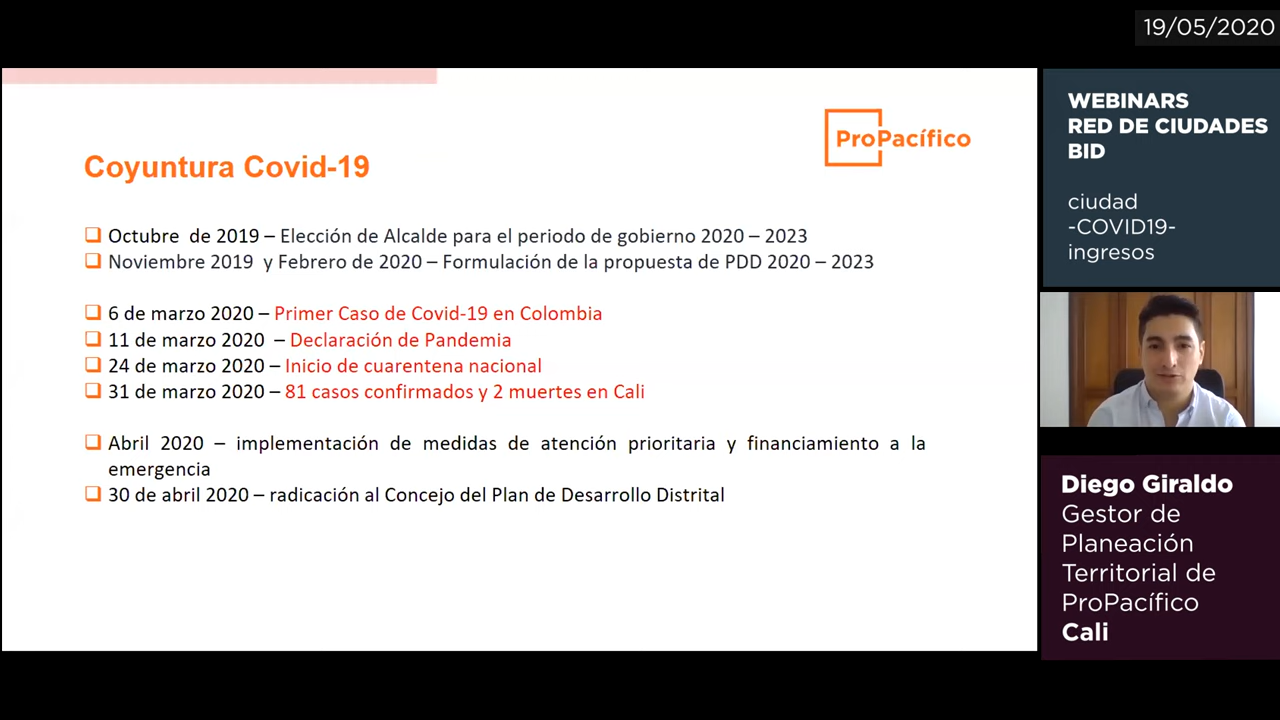 19/05/2020
ProPacífico
Coyuntura Covid-19
❑ Octubre de 2019 – Elección de Alcalde para el periodo de gobierno 2020 – 2023
❑ Noviembre 2019 y Febrero de 2020 – Formulación de la propuesta de PDD 2020 – 2023
❑ 6 de marzo 2020 – Primer Caso de Covid-19 en Colombia
❑ 11 de marzo 2020 – Declaración de Pandemia
❑ 24 de marzo 2020 – Inicio de cuarentena nacional
❑ 31 de marzo 2020 – 81 casos confirmados y 2 muertes en Cali
❑ Abril 2020 – implementación de medidas de atención prioritaria y financiamiento a la
emergencia
❑ 30 de abril 2020 – radicación al Concejo del Plan de Desarrollo Distrital
WEBINARS
RED DE CIUDADES
BID
ciudad
-COVID19-
ingresos
Diego Giraldo
Gestor de
Planeación
Territorial de
ProPacífico
Cali